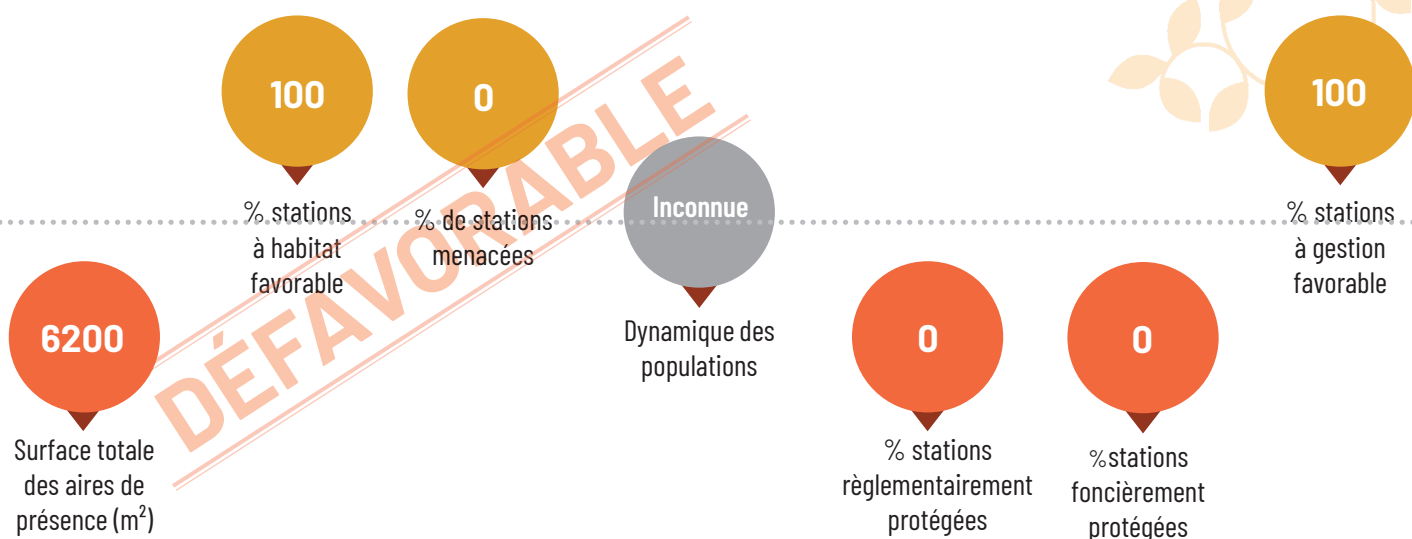 100
% stations
à habitat
favorable
0
% de stations
menacées
DÉFAVORABLE
Inconnue
Dynamique des
populations
100
% stations
à gestion
favorable
6200
Surface totale
des aires de
présence (m²)
0
% stations
règlementairement
protégées
0
%stations
foncièrement
protégées